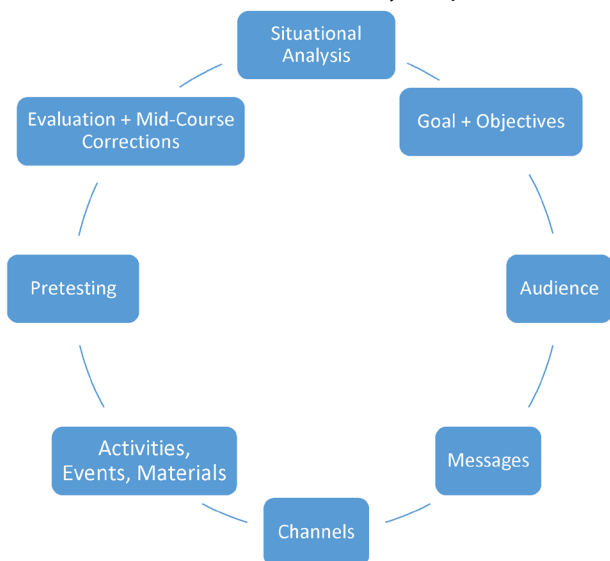 Situational
Analysis
Goal + Objectives
Audience
Messages
Channels
Activities,
Events, Materials
Pretesting
Evaluation + Mid-Course
Corrections